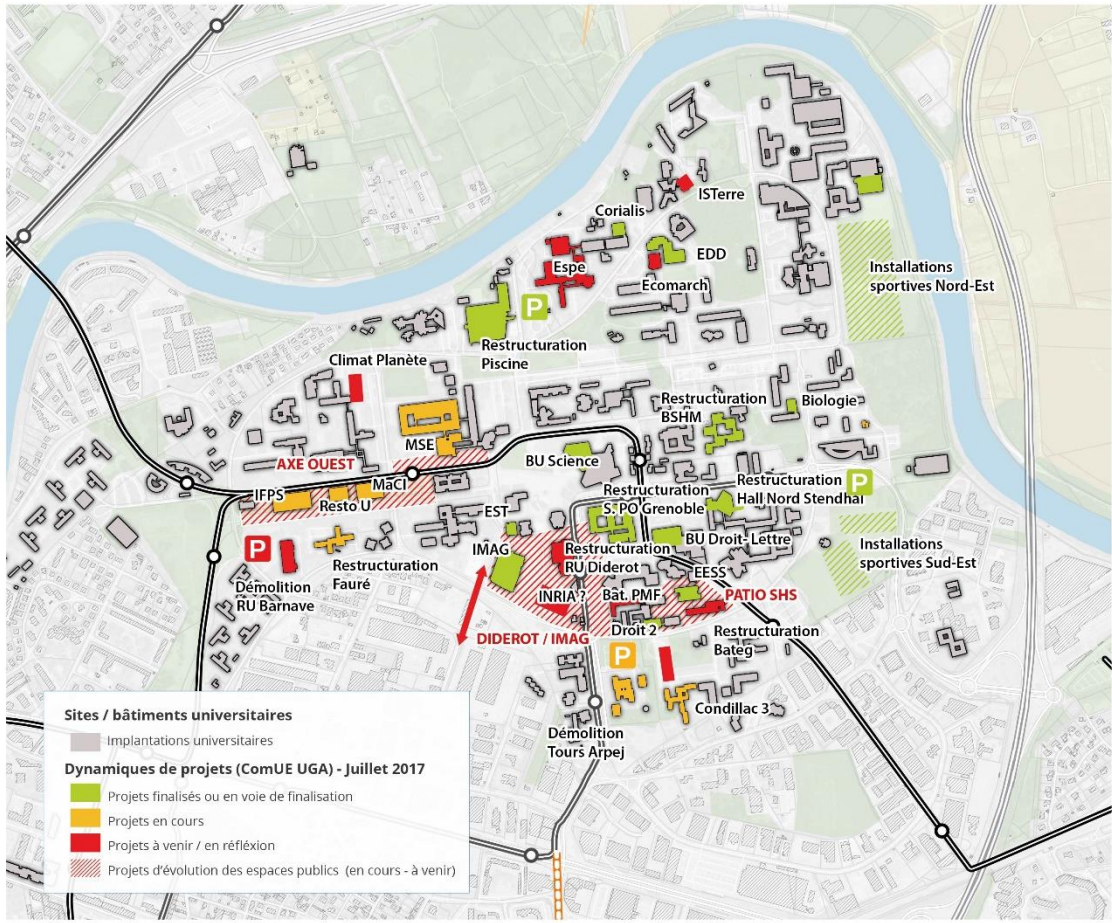 ISTerre
Corialis
Espe
EDD
Ecomarch
P
Installations
sportives Nord-Est
Restructuration
Piscine
Climat Planète
Restructuration
BSHM
Biologie
MSE
AXE OUEST
BU Science
IFPS
MaCI
Resto U
Restructuration
Hall Nord Stendhal
P
Restructuration
S. PO Grenoble
EST
BU Droit- Lettre
P
IMAG
Restructuration
RU Diderot
Installations
sportives Sud-Est
Démolition
RU Barnave
Restructuration
Fauré
EESS
INRIA ?
Bât. PMF
PATIO SHS
DIDEROT / IMAG
Droit 2
Restructuration
Bateg
P
Condillac 3
Démolition
Tours Arpej
Sites / bâtiments universitaires
Implantations universitaires
Dynamiques de projets (ComUE UGA) - Juillet 2017
Projets finalisés ou en voie de finalisation
Projets en cours
Projets à venir / en réfléxion
Projets d'évolution des espaces publics (en cours - à venir)